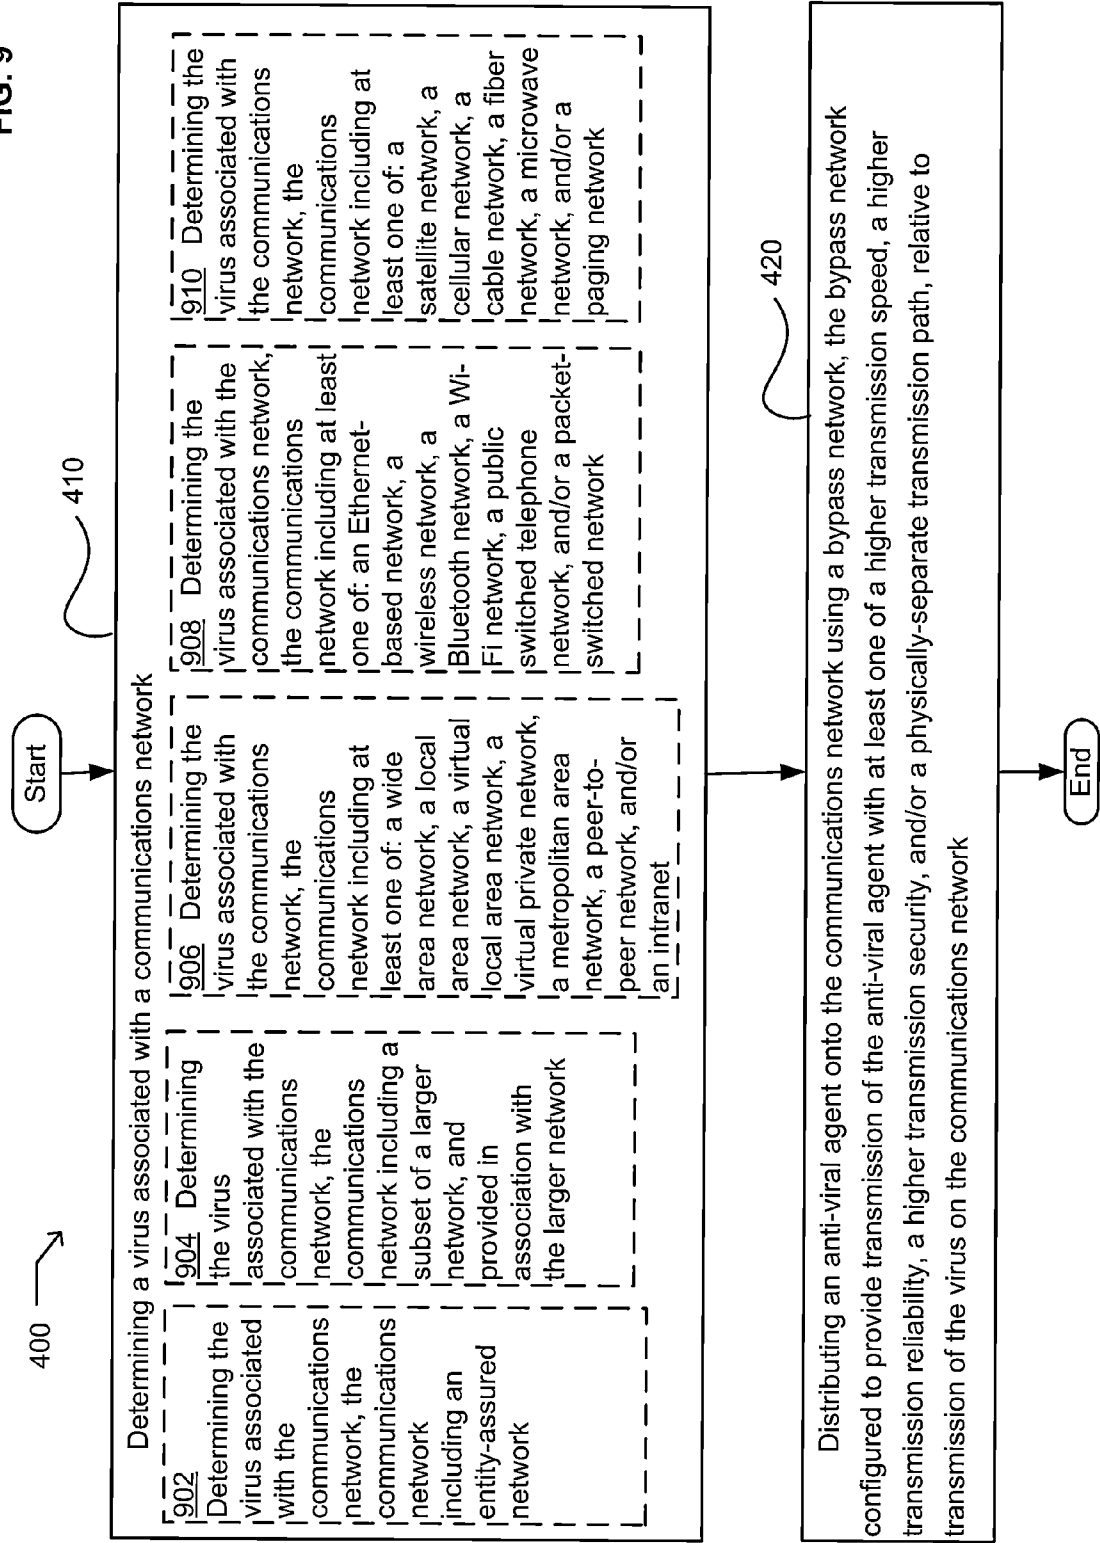 FIG. 9
400
Start
410
Determining a virus associated with a communications network
902
Determining the
virus associated
with the
communications
network, the
communications
network
including an
entity-assured
network
904 Determining
the virus
associated with the
communications
network, the
communications
network including a
subset of a larger
network, and
provided in
association with
the larger network
906 Determining the
virus associated with
the communications
network, the
communications
network including at
least one of: a wide
area network, a local
area network, a virtual
local area network, a
virtual private network,
a metropolitan area
network, a peer-to-
peer network, and/or
an intranet
908 Determining the
virus associated with the
communications network,
the communications
network including at least
one of: an Ethernet-
based network, a
wireless network, a
Bluetooth network, a Wi-
Fi network, a public
switched telephone
network, and/or a packet-
switched network
910 Determining the
virus associated with
the communications
network, the
communications
network including at
least one of: a
satellite network, a
cellular network, a
cable network, a fiber
network, a microwave
network, and/or a
paging network
420
Distributing an anti-viral agent onto the communications network using a bypass network, the bypass network
configured to provide transmission of the anti-viral agent with at least one of a higher transmission speed, a higher
transmission reliability, a higher transmission security, and/or a physically-separate transmission path, relative to
transmission of the virus on the communications network
End